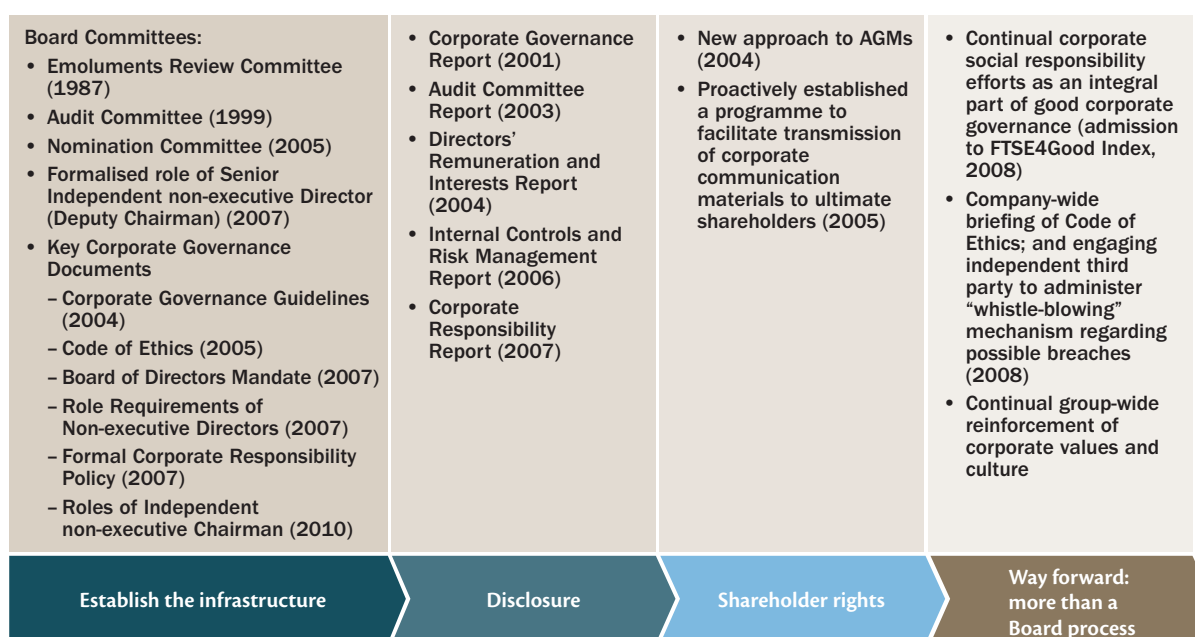 Board Committees:
• Emoluments Review Committee
(1987)
• Audit Committee (1999)
• Nomination Committee (2005)
• Formalised role of Senior
Independent non-executive Director
(Deputy Chairman) (2007)
• Key Corporate Governance
Documents
– Corporate Governance Guidelines
(2004)
– Code of Ethics (2005)
– Board of Directors Mandate (2007)
– Role Requirements of
Non-executive Directors (2007)
– Formal Corporate Responsibility
Policy (2007)
– Roles of Independent
non-executive Chairman (2010)
Establish the infrastructure
• Corporate Governance
Report (2001)
• Audit Committee
Report (2003)
• Directors’
Remuneration and
Interests Report
(2004)
• Internal Controls and
Risk Management
Report (2006)
• Corporate
Responsibility
Report (2007)
Disclosure
• New approach to AGMs
(2004)
• Proactively established
a programme to
facilitate transmission
of corporate
communication
materials to ultimate
shareholders (2005)
Shareholder rights
• Continual corporate
social responsibility
efforts as an integral
part of good corporate
governance (admission
to FTSE4Good Index,
2008)
• Company-wide
briefing of Code of
Ethics; and engaging
independent third
party to administer
“whistle-blowing”
mechanism regarding
possible breaches
(2008)
• Continual group-wide
reinforcement of
corporate values and
culture
Way forward:
more than a
Board process